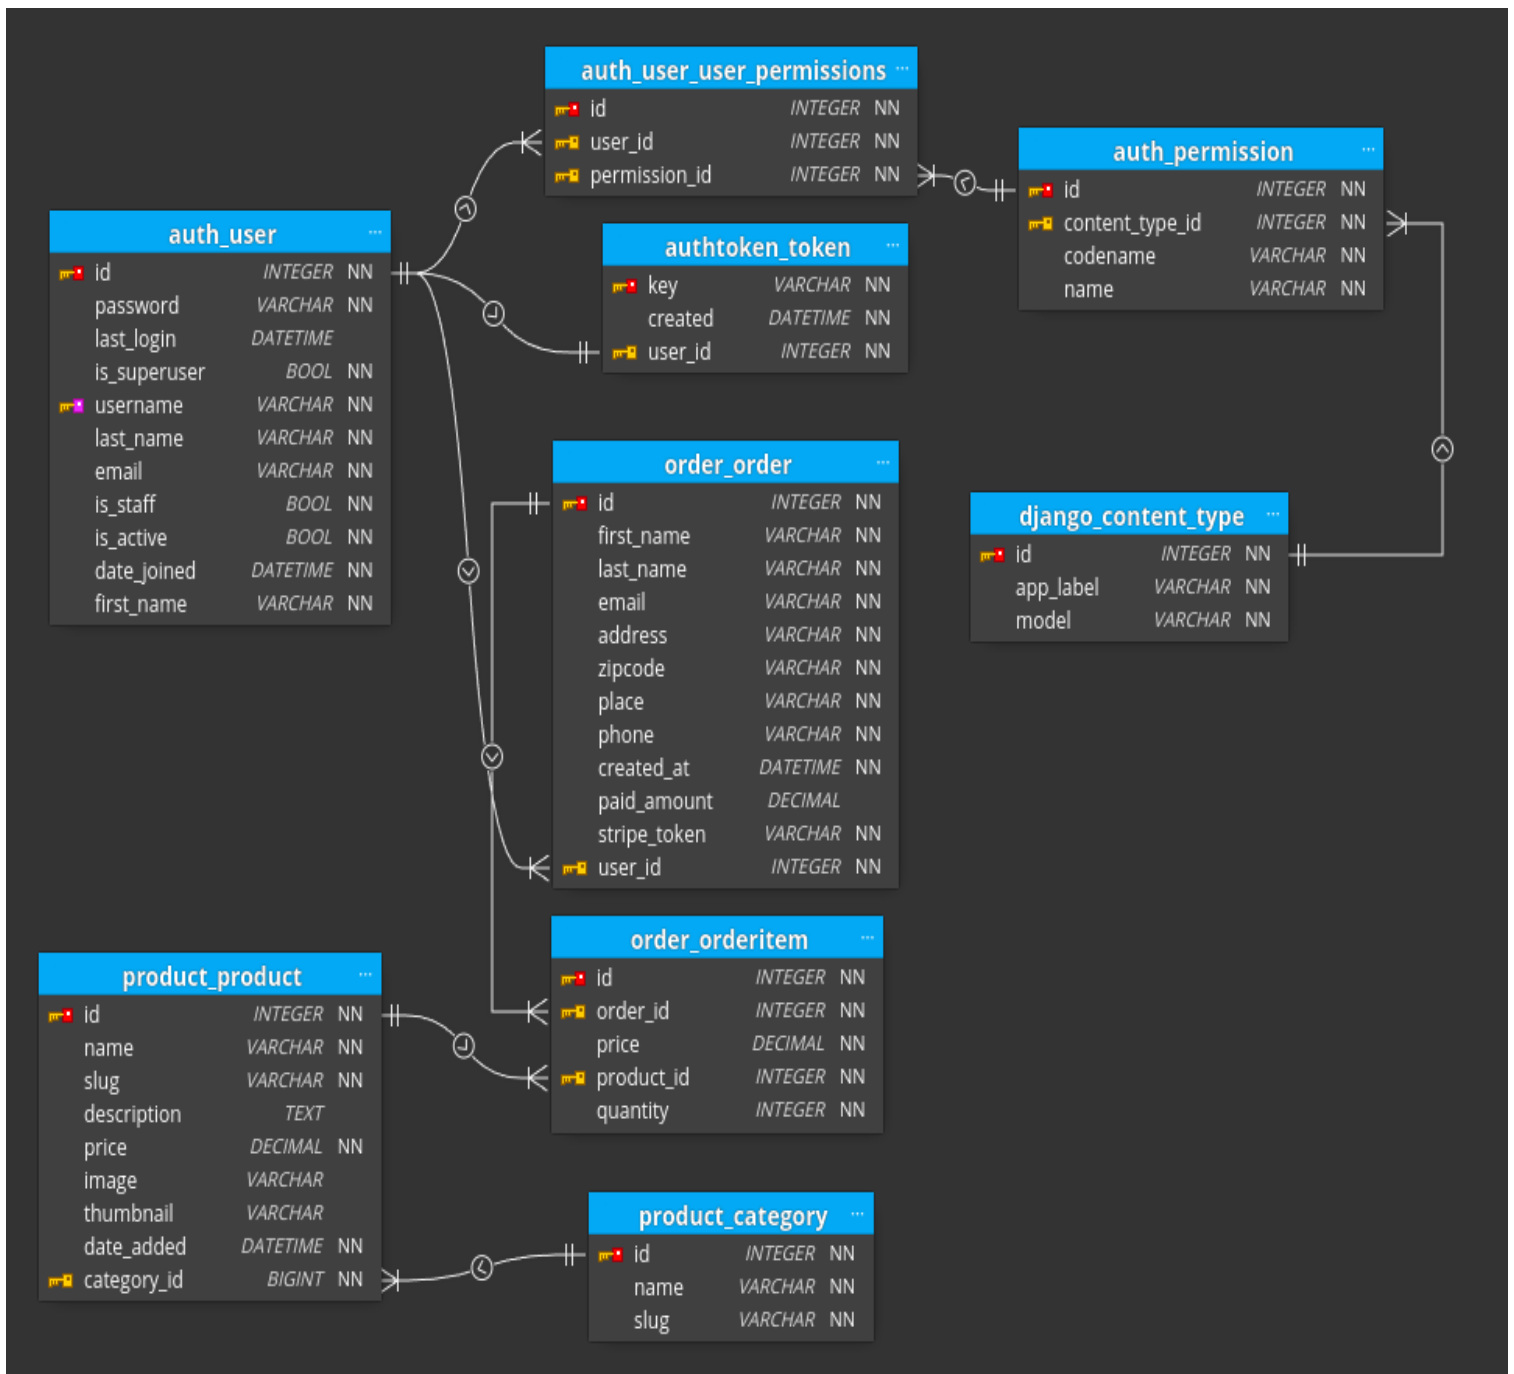 auth_user_user_permissions ...
id INTEGER NN
user_id INTEGER NN
permission_id INTEGER NN
auth_permission ...
id INTEGER NN
content_type_id INTEGER NN
codename VARCHAR NN
name VARCHAR NN
auth_user ...
id INTEGER NN
password VARCHAR NN
last_login DATETIME
is_superuser BOOL NN
username VARCHAR NN
last_name VARCHAR NN
email VARCHAR NN
is_staff BOOL NN
is_active BOOL NN
date_joined DATETIME NN
first_name VARCHAR NN
authtoken_token ...
key VARCHAR NN
created DATETIME NN
user_id INTEGER NN
order_order ...
id INTEGER NN
first_name VARCHAR NN
last_name VARCHAR NN
email VARCHAR NN
address VARCHAR NN
zipcode VARCHAR NN
place VARCHAR NN
phone VARCHAR NN
created_at DATETIME NN
paid_amount DECIMAL
stripe_token VARCHAR NN
user_id INTEGER NN
django_content_type ...
id INTEGER NN
app_label VARCHAR NN
model VARCHAR NN
order_orderitem ...
id INTEGER NN
order_id INTEGER NN
price DECIMAL NN
product_id INTEGER NN
quantity INTEGER NN
product_product ...
id INTEGER NN
name VARCHAR NN
slug VARCHAR NN
description TEXT
price DECIMAL NN
image VARCHAR
thumbnail VARCHAR
date_added DATETIME NN
category_id BIGINT NN
product_category ...
id INTEGER NN
name VARCHAR NN
slug VARCHAR NN